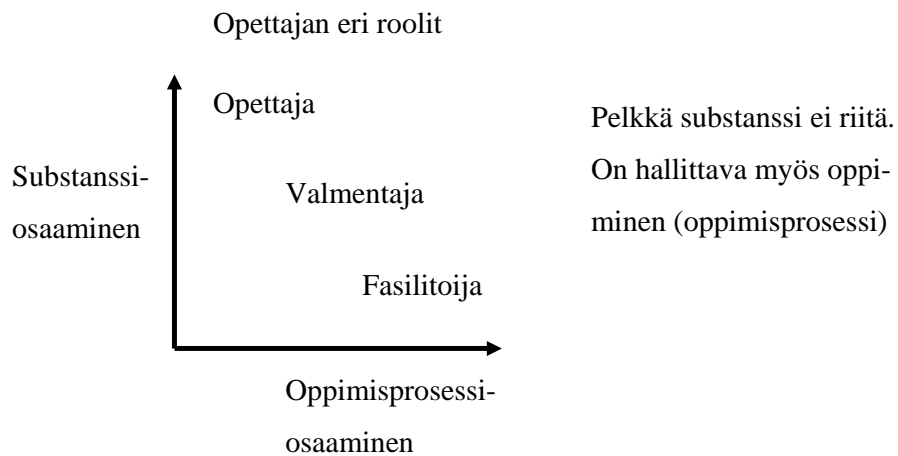 Opettajan eri roolit
Opettaja
Pelkkä substanssi ei riitä.
On hallittava myös oppi-
minen (oppimisprosessi)
Substanssi-
osaaminen
Valmentaja
Fasilitoija
Oppimisprosessi-
osaaminen